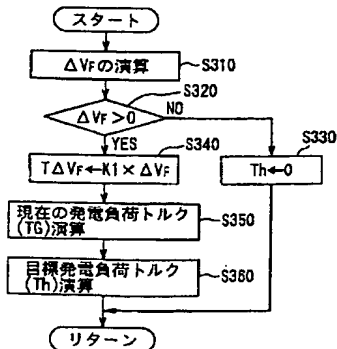 スタート
ΔVFの演算
S310
S320
ΔVF>0
NO
YES
S340
S330
TΔVF←K1×ΔVF
Th←0
現在の発電負荷トルク
(TG)演算
S350
目標発電負荷トルク
(Th)演算
S360
リターン